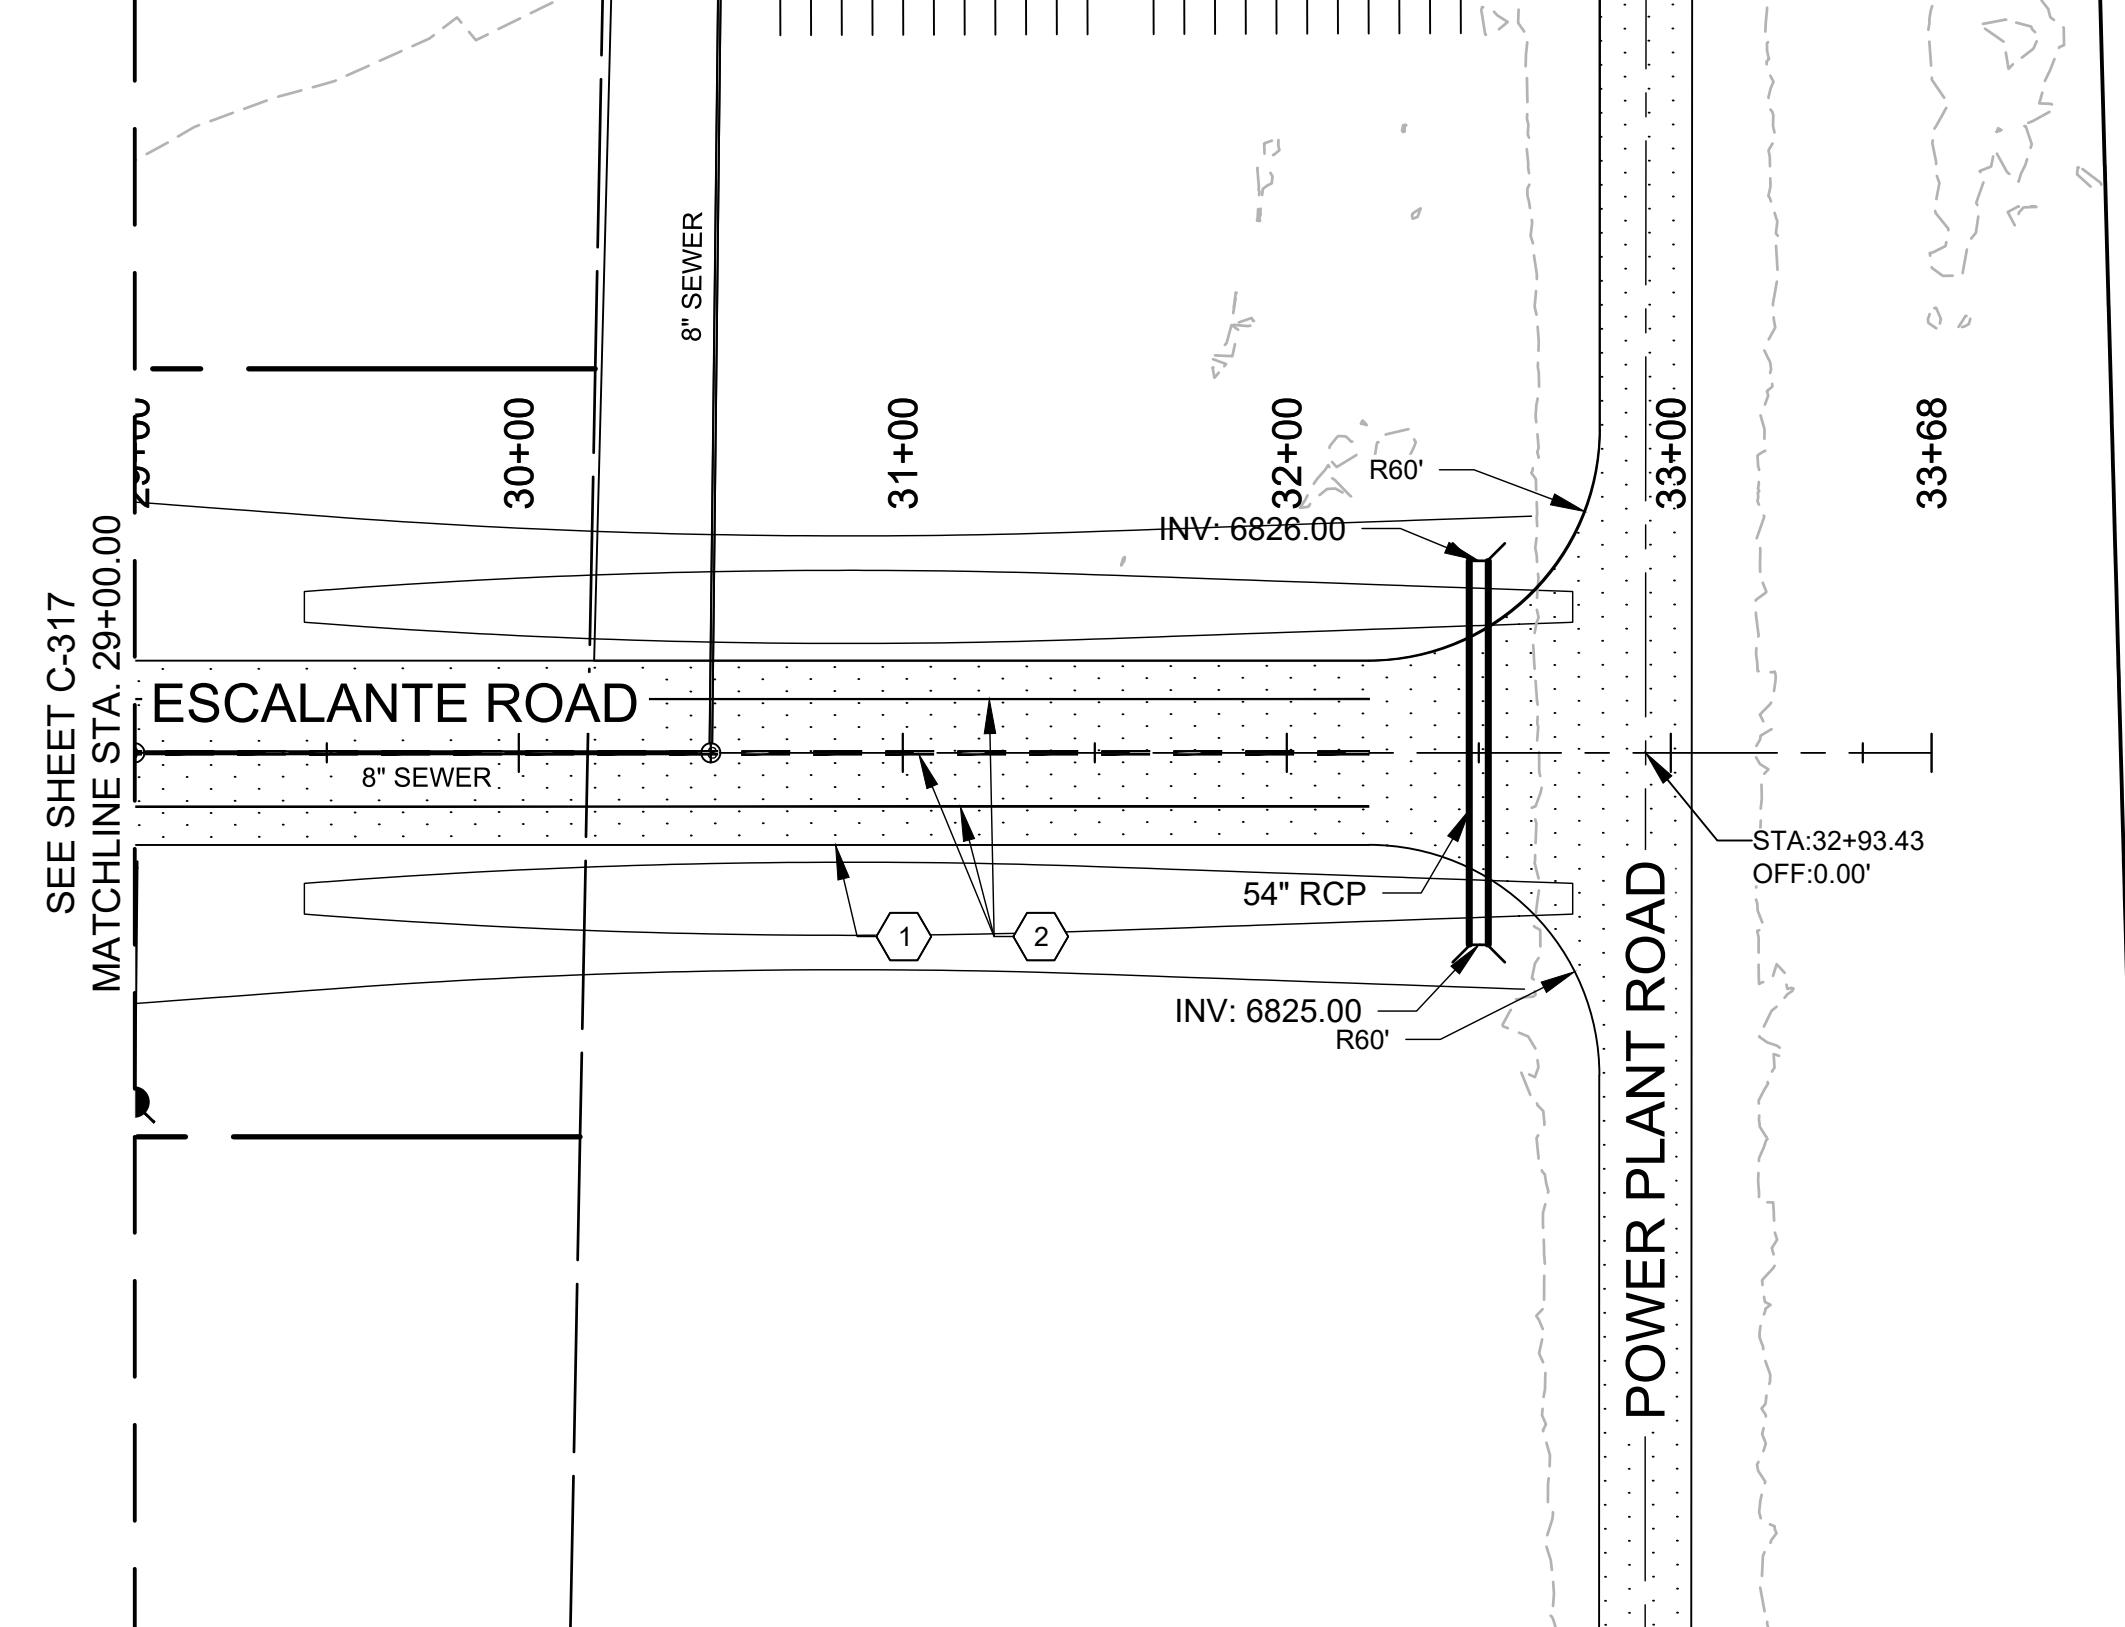 8" SEWER
29+00
30+00
31+00
32+00
33+00
33+68
R60'
INV: 6826.00
SEE SHEET C-317
MATCHLINE STA. 29+00.00
ESCALANTE ROAD
8" SEWER
STA:32+93.43
OFF:0.00'
54" RCP
1
2
INV: 6825.00
R60'
POWER PLANT ROAD